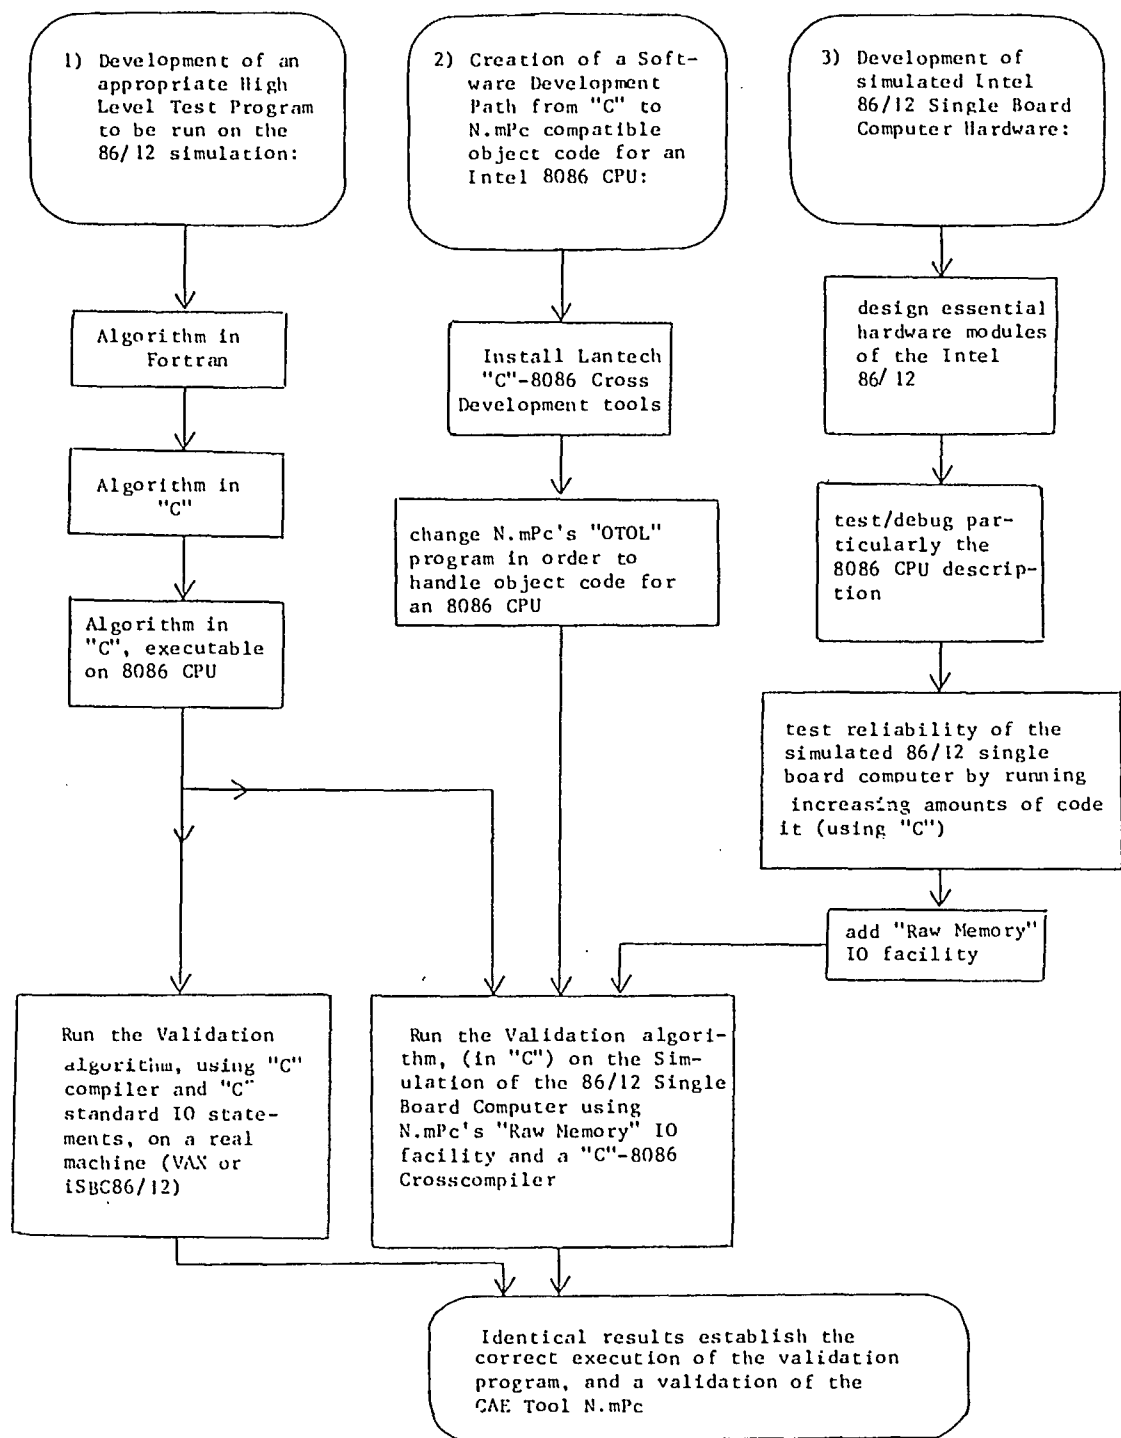 1) Development of an
appropriate High
Level Test Program
to be run on the
86/12 simulation:
2) Creation of a Soft-
ware Development
Path from "C" to
N.mPc compatible
object code for an
Intel 8086 CPU:
3) Development of
simulated Intel
86/12 Single Board
Computer Hardware:
Algorithm in
Fortran
Algorithm in
"C"
Algorithm in
"C", executable
on 8086 CPU
Install Lantech
"C"-8086 Cross
Development tools
change N.mPc's "OTOL"
program in order to
handle object code for
an 8086 CPU
design essential
hardware modules
of the Intel
86/12
test/debug par-
ticularly the
8086 CPU descrip-
tion
test reliability of the
simulated 86/12 single
board computer by running
increasing amounts of code
it (using "C")
add "Raw Memory"
IO facility
Run the Validation
algorithm, using "C"
compiler and "C"
standard IO state-
ments, on a real
machine (VAX or
iSBC86/12)
Run the Validation algori-
thm, (in "C") on the Sim-
ulation of the 86/12 Single
Board Computer using
N.mPc's "Raw Memory" IO
facility and a "C"-8086
Crosscompiler
Identical results establish the
correct execution of the validation
program, and a validation of the
CAE Tool N.mPc